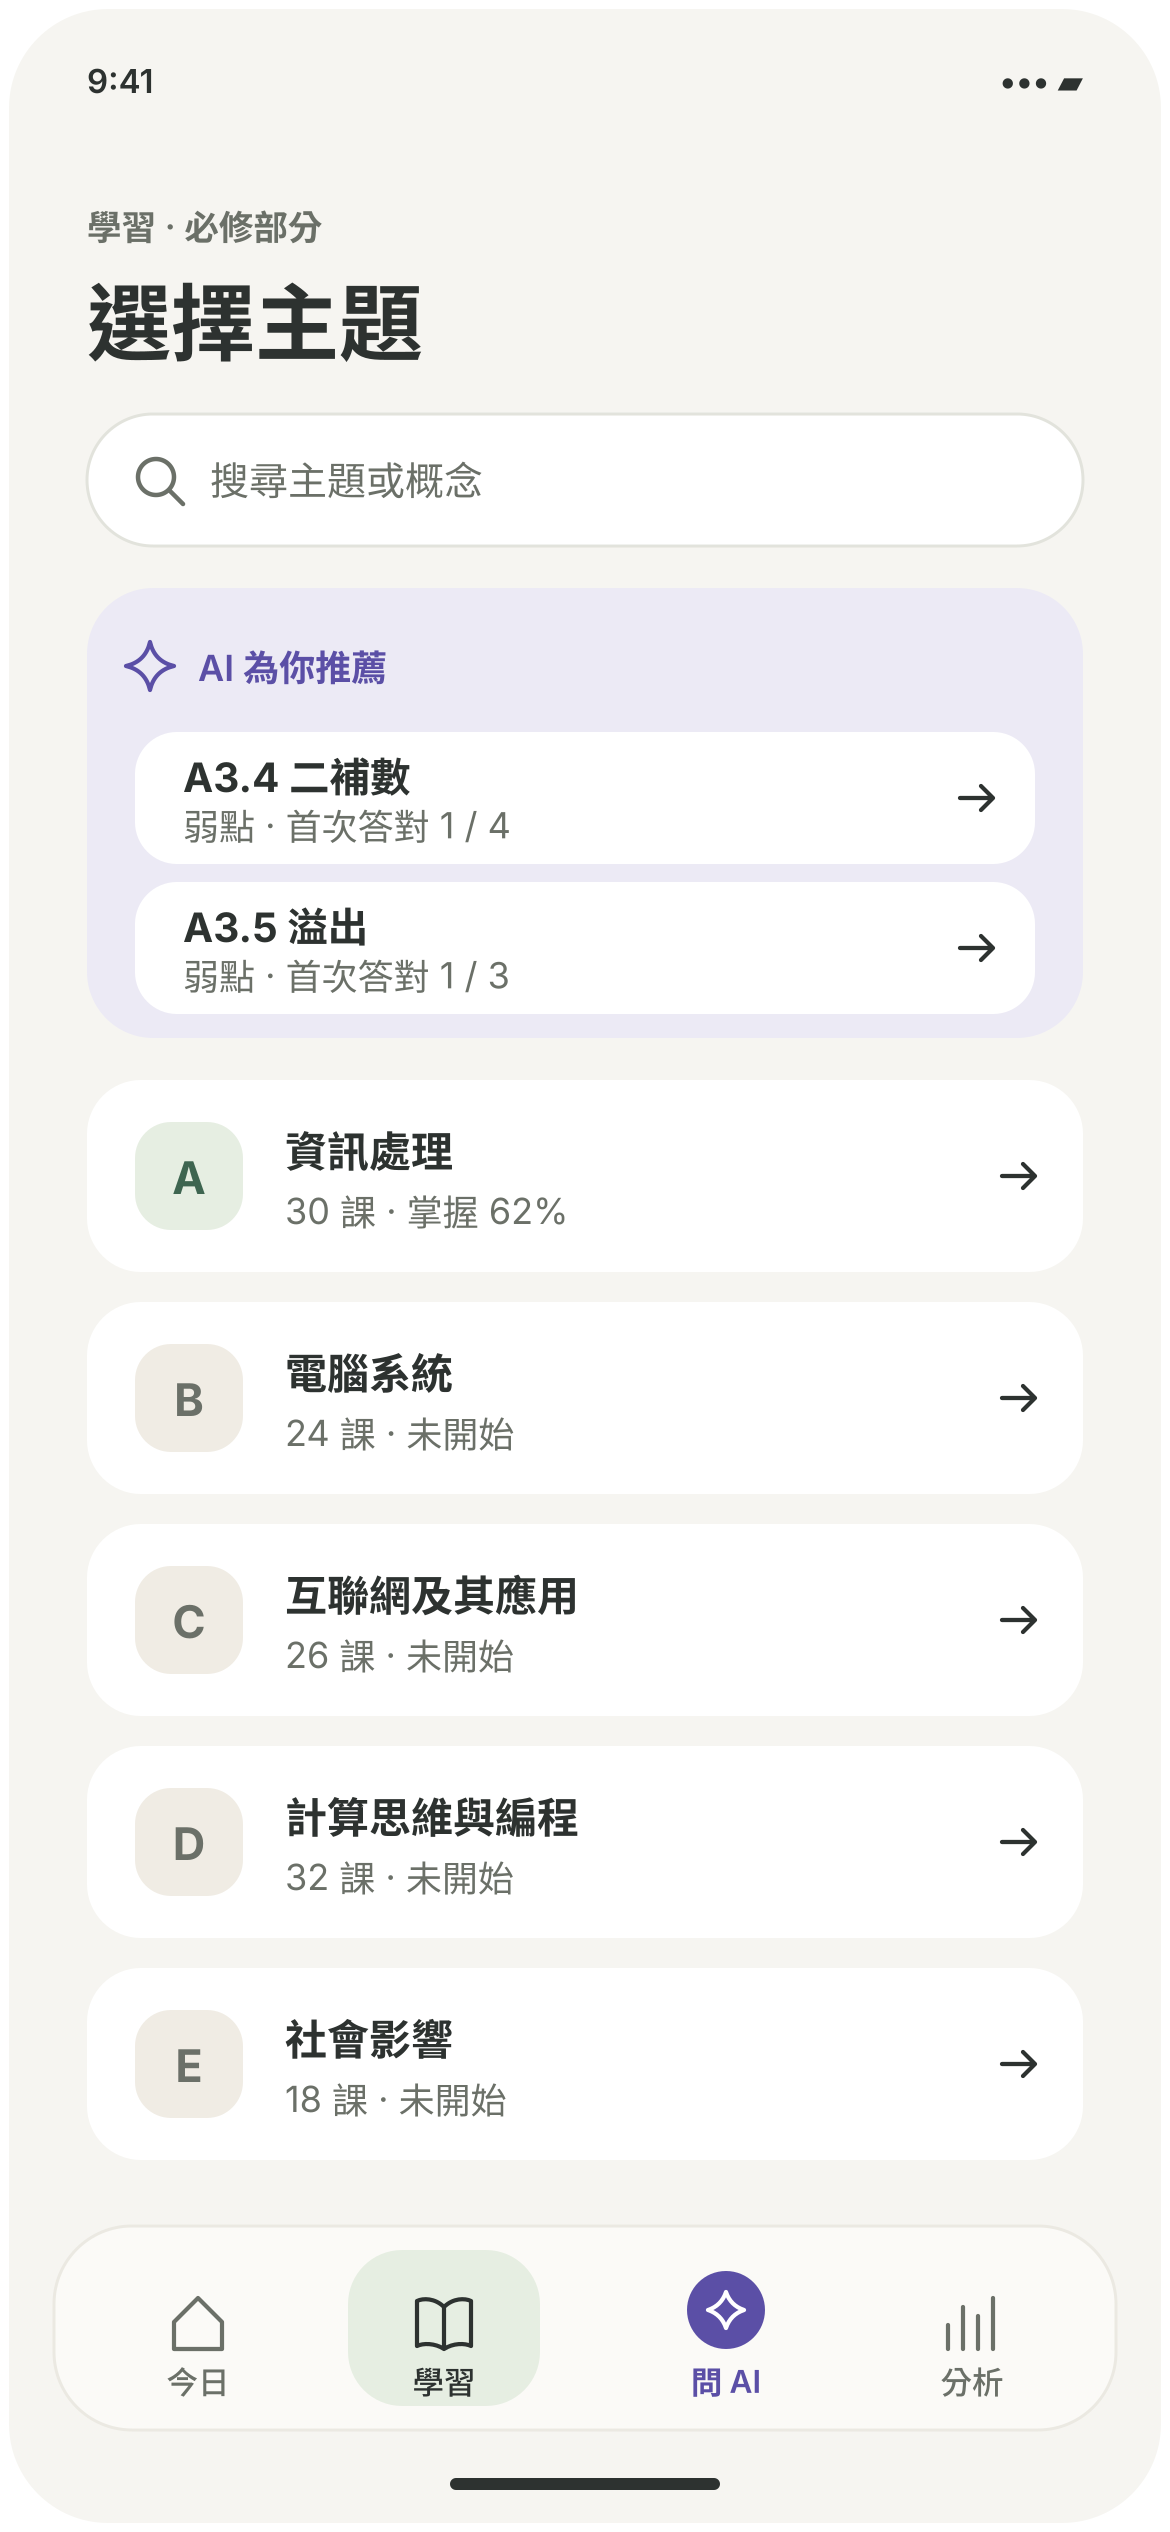 9:41
學習 · 必修部分
選擇主題
搜尋主題或概念
AI 為你推薦
A3.4 二補數
弱點 · 首次答對 1 / 4
A3.5 溢出
弱點 · 首次答對 1 / 3
A
資訊處理
30 課 · 掌握 62%
B
電腦系統
24 課 · 未開始
C
互聯網及其應用
26 課 · 未開始
D
計算思維與編程
32 課 · 未開始
E
社會影響
18 課 · 未開始
今日
學習
問 AI
分析